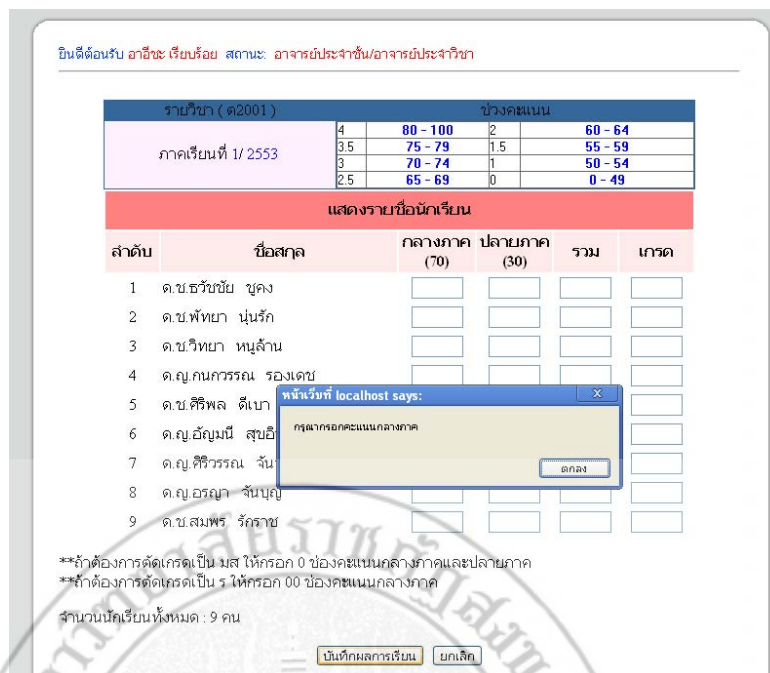 ยินดีต้อนรับ อาอีซะ เรียบร้อย สถานะ: อาจารย์ประจำชั้น/อาจารย์ประจำวิชา
รายวิชา ( ต2001 ) ช่วงคะแนน
ภาคเรียนที่ 1/ 2553
4 80 - 100 2 60 - 64
3.5 75 - 79 1.5 55 - 59
3 70 - 74 1 50 - 54
2.5 65 - 69 0 0 - 49
แสดงรายชื่อนักเรียน
ลำดับ ชื่อสกุล กลางภาค (70) ปลายภาค (30) รวม เกรด
1 ด.ช.ธวัชชัย ชูคง
2 ด.ช.พัทยา นุ่นรัก
3 ด.ช.วิทยา หนูล้าน
4 ด.ญ.กนกวรรณ รองเดช
5 ด.ช.ศิริพล ดีเบา
6 ด.ญ.อัญมนี
7 ด.ญ.ศิริวรรณ
8 ด.ญ.อรญา จันบุญ
9 ด.ช.สมพร รักราช
หน้าเว็บที่ localhost says:
X
กรุณากรอกคะแนนกลางภาค
ตกลง
**ถ้าต้องการตัดเกรดเป็น มส ให้กรอก 0 ช่องคะแนนกลางภาคและปลายภาค
**ถ้าต้องการตัดเกรดเป็น ร ให้กรอก 00 ช่องคะแนนกลางภาค
จำนวนนักเรียนทั้งหมด : 9 คน
บันทึกผลการเรียน ยกเลิก